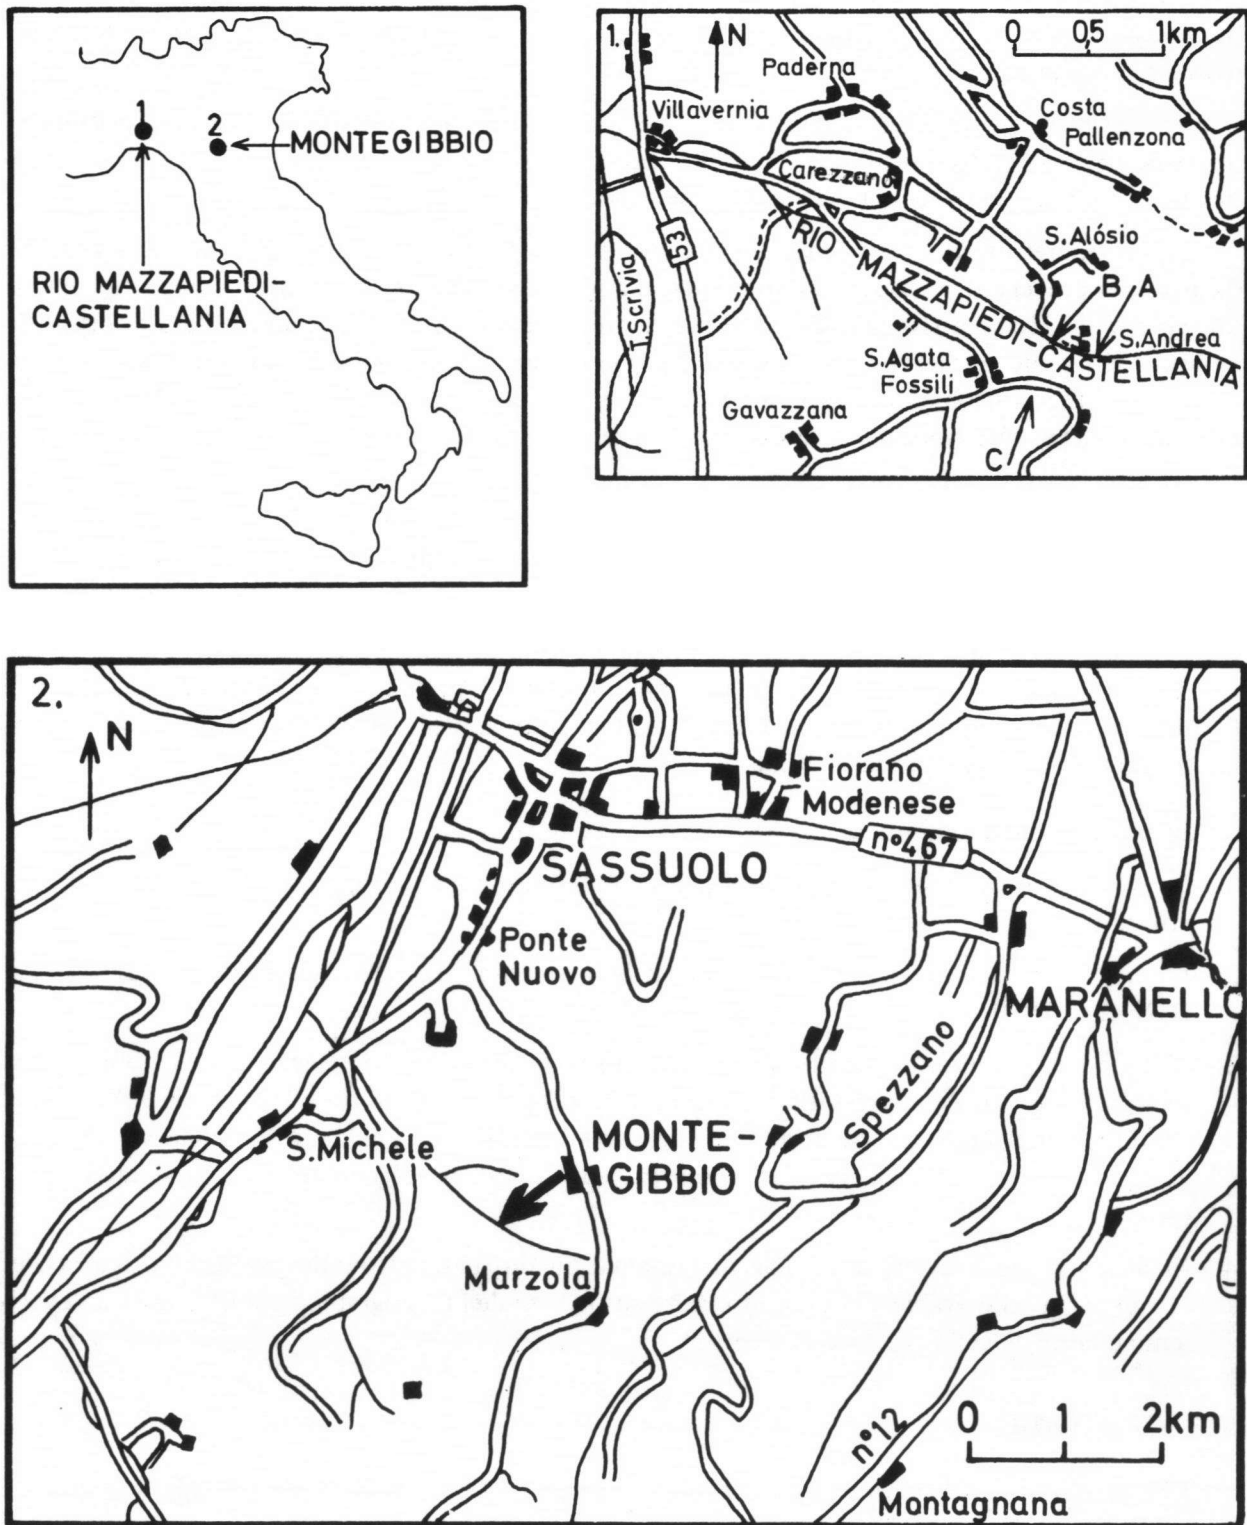 1
2
MONTEGIBBIO
RIO MAZZAPIEDI-
CASTELLANIA
1.
N
0 0,5 1km
Paderna
Villavernia
Costa
Pallenzona
Carezzano
S.Alósio
RIO MAZZAPIEDI-CASTELLANIA
B A
53
T. Scrivia
S.Andrea
S.Agata
Fossili
Gavazzana
C
2.
N
Fiorano
Modenese
nº467
SASSUOLO
Ponte
Nuovo
MARANELLO
Spezzano
S.Michele
MONTE-
GIBBIO
Marzola
0 1 2km
nº12
Montagnana